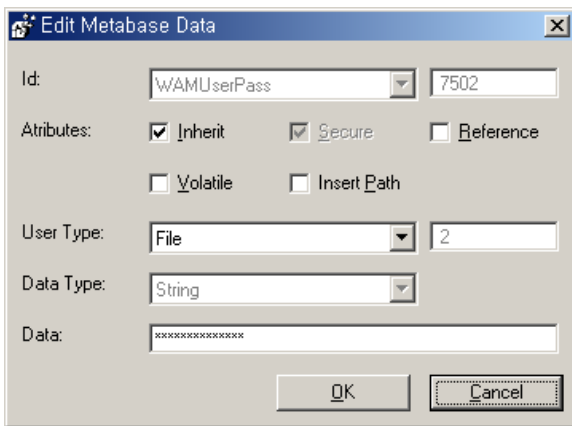 Edit Metabase Data
Id: WAMUserPass 7502
Atributes: Inherit Secure Reference
Volatile Insert Path
User Type: File 2
Data Type: String
Data: **************
OK Cancel